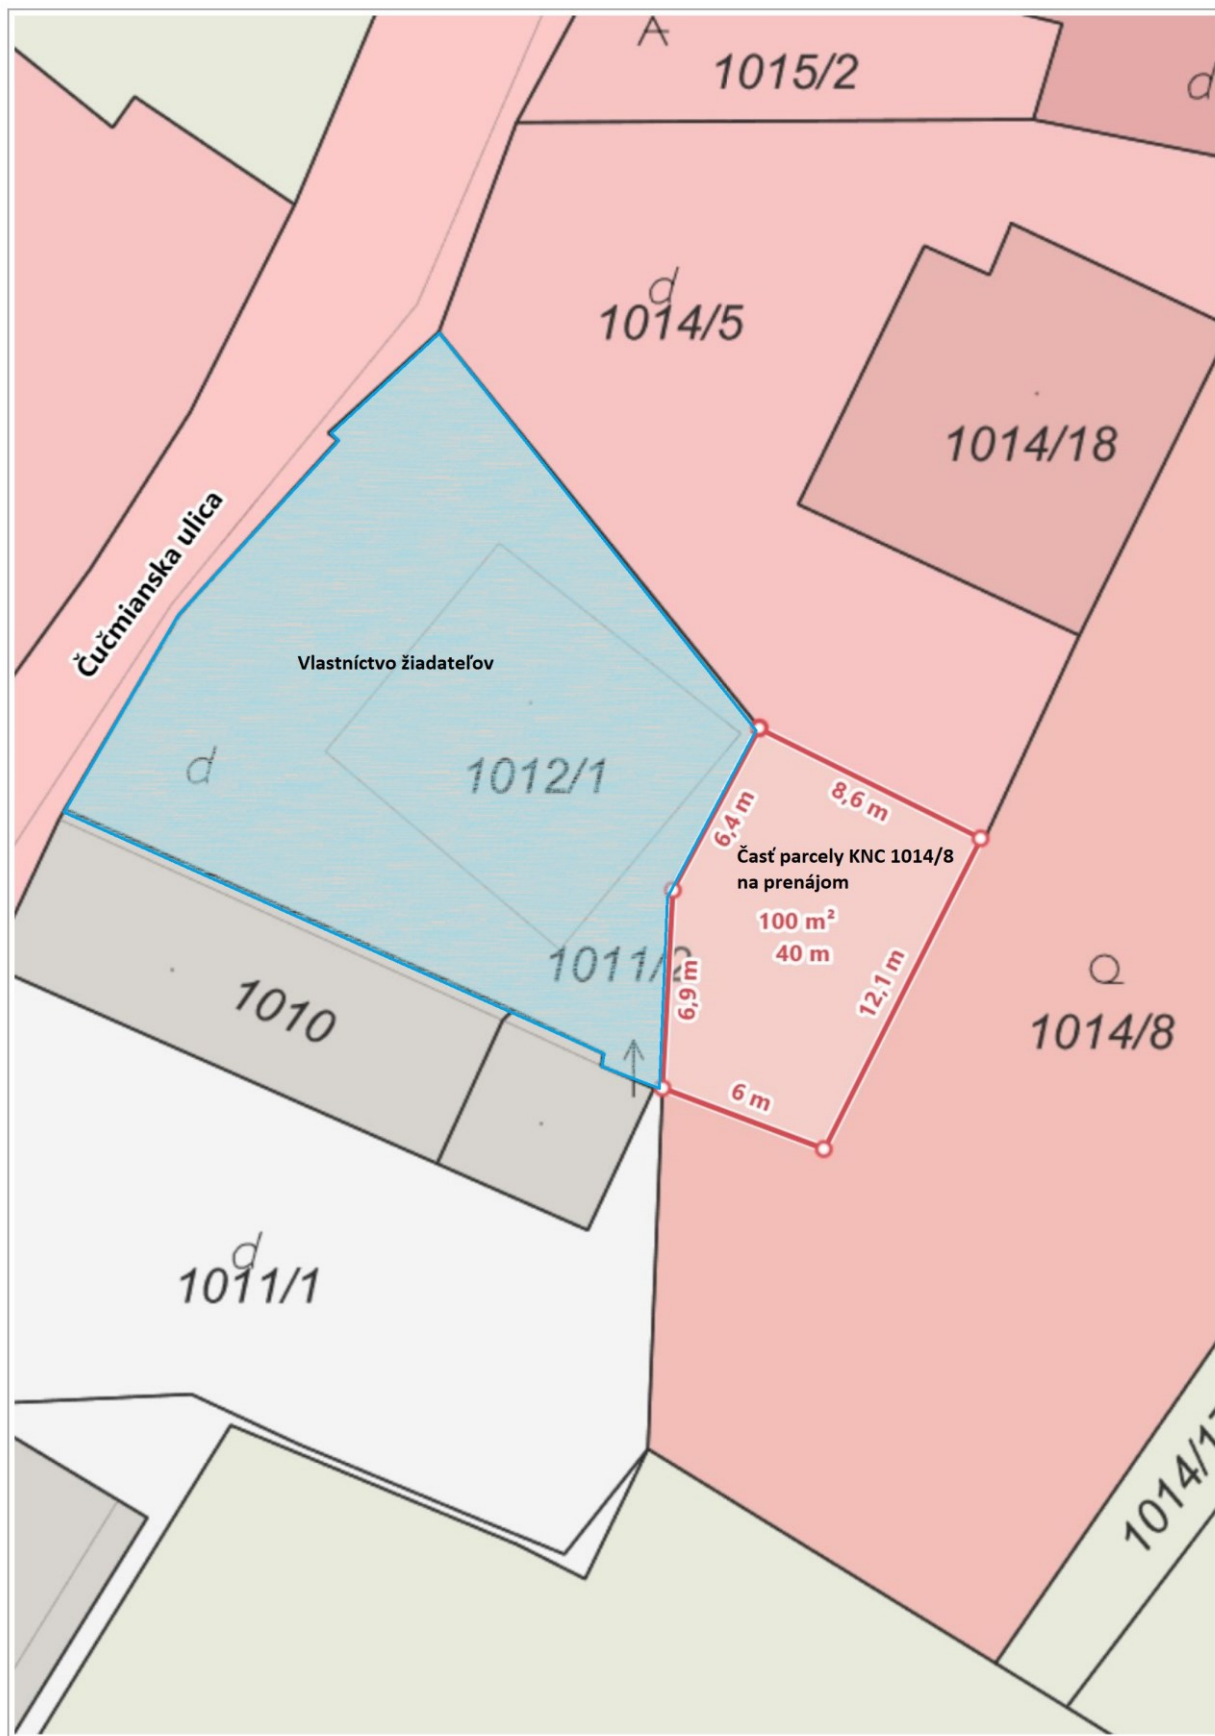 A
1015/2
d
d
1014/5
1014/18
Čučmianska ulica
Vlastníctvo žiadateľov
d
1012/1
8,6 m
6,4 m
Časť parcely KNC 1014/8
na prenájom
100 m²
40 m
12,1 m
1011/2
6,9 m
1010
1014/8
6 m
d
1011/1